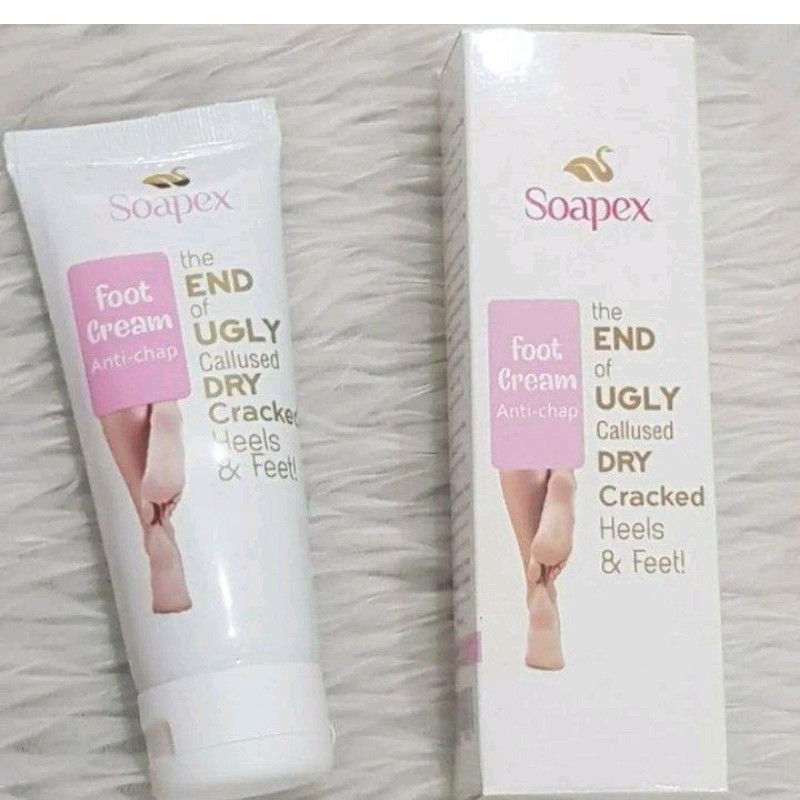 Soapex
foot
Cream
Anti-chap
the
END
of
UGLY
Callused
DRY
Cracked
Heels
& Feet!
Soapex
foot
Cream
Anti-chap
the
END
of
UGLY
Callused
DRY
Cracked
Heels
& Feet!